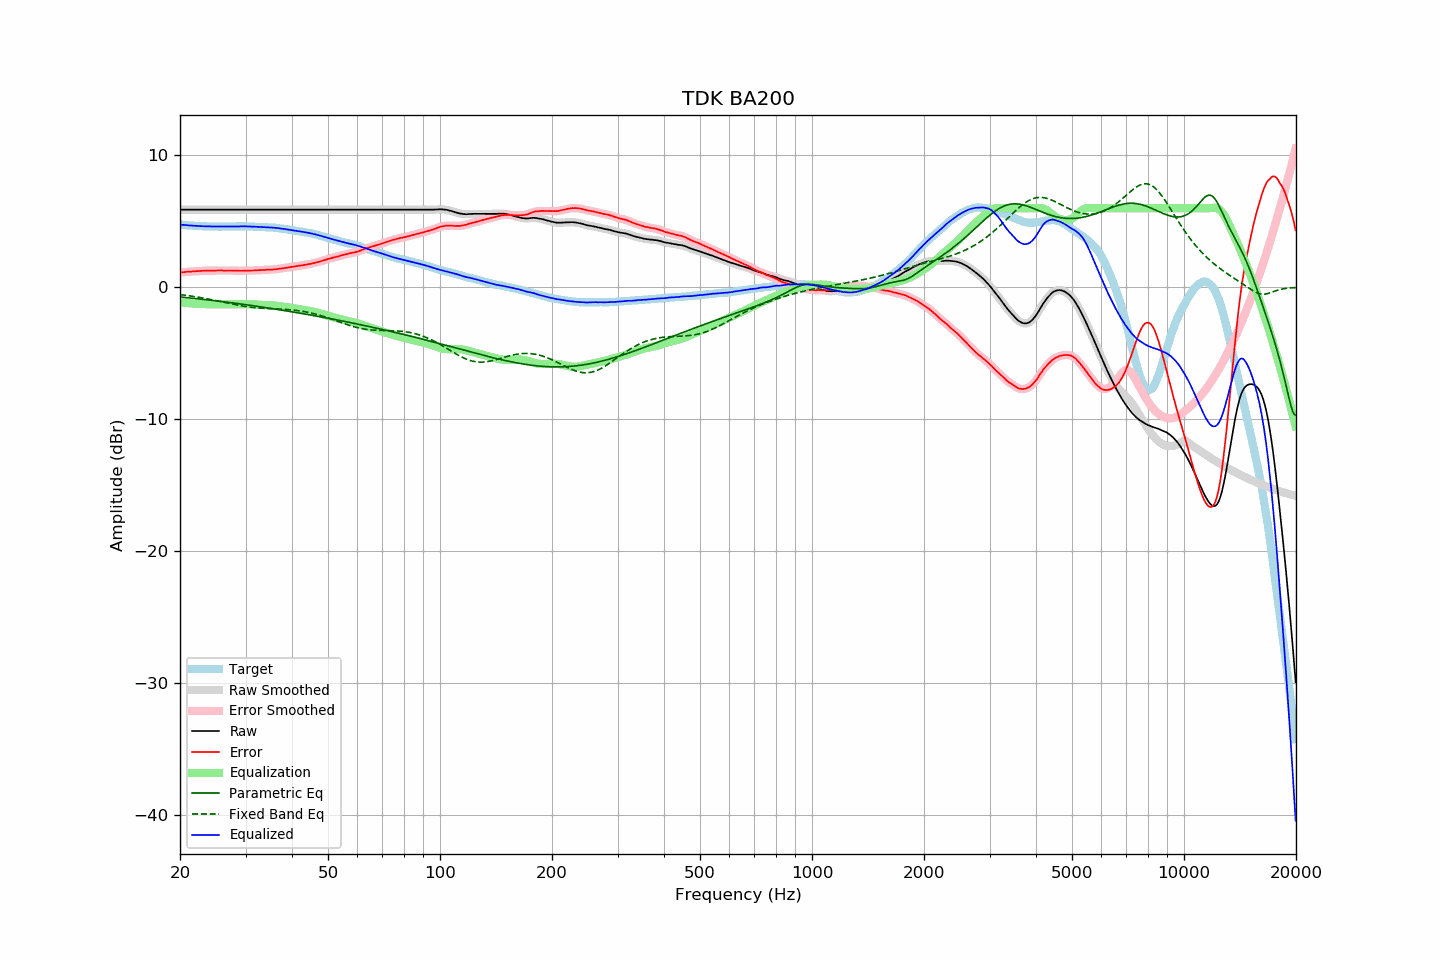 TDK BA200
10
0
−10
−20
−30
−40
Amplitude (dBr)
Target
Raw Smoothed
Error Smoothed
Raw
Error
Equalization
Parametric Eq
Fixed Band Eq
Equalized
20 50 100 200 500 1000 2000 5000 10000 20000
Frequency (Hz)